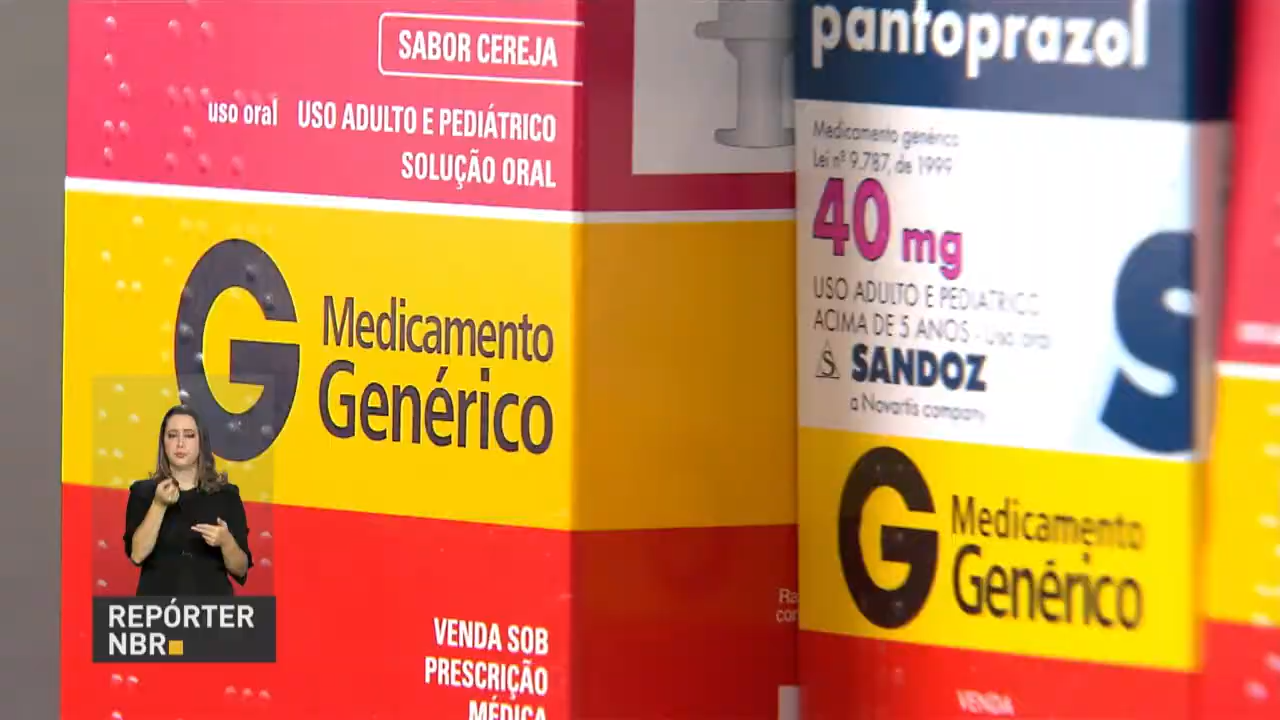 SABOR CEREJA
uso oral USO ADULTO E PEDIÁTRICO
SOLUÇÃO ORAL
G Medicamento
Genérico
VENDA SOB
PRESCRIÇÃO
MÉDICA
pantoprazol
Medicamento genérico
Lei nº 9.787, de 1999
40 mg
USO ADULTO E PEDIÁTRICO
ACIMA DE 5 ANOS - Uso oral
S SANDOZ
a Novartis company
S
G Medicamento
Genérico
VENDA
REPÓRTER
NBR